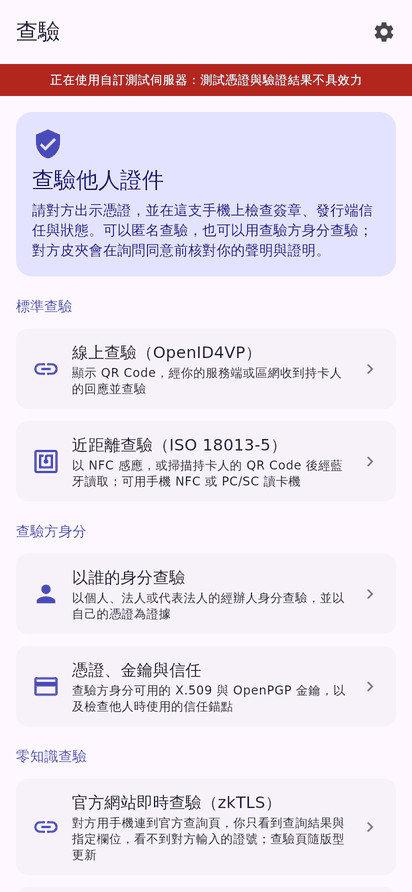 查驗
正在使用自訂測試伺服器：測試憑證與驗證結果不具效力
查驗他人證件
請對方出示憑證，並在這支手機上檢查簽章、發行端信
任與狀態。可以匿名查驗，也可以用查驗方身分查驗；
對方皮夾會在詢問同意前核對你的聲明與證明。
標準查驗
線上查驗（OpenID4VP）
顯示 QR Code，經你的服務端或區網收到持卡人
的回應並查驗
近距離查驗（ISO 18013-5）
以 NFC 感應，或掃描持卡人的 QR Code 後經藍
牙讀取；可用手機 NFC 或 PC/SC 讀卡機
查驗方身分
以誰的身分查驗
以個人、法人或代表法人的經辦人身分查驗，並以
自己的憑證為證據
憑證、金鑰與信任
查驗方身分可用的 X.509 與 OpenPGP 金鑰，以
及檢查他人時使用的信任錨點
零知識查驗
官方網站即時查驗（zkTLS）
對方用手機連到官方查詢頁，你只看到查詢結果與
指定欄位，看不到對方輸入的證號；查驗頁隨版型
更新